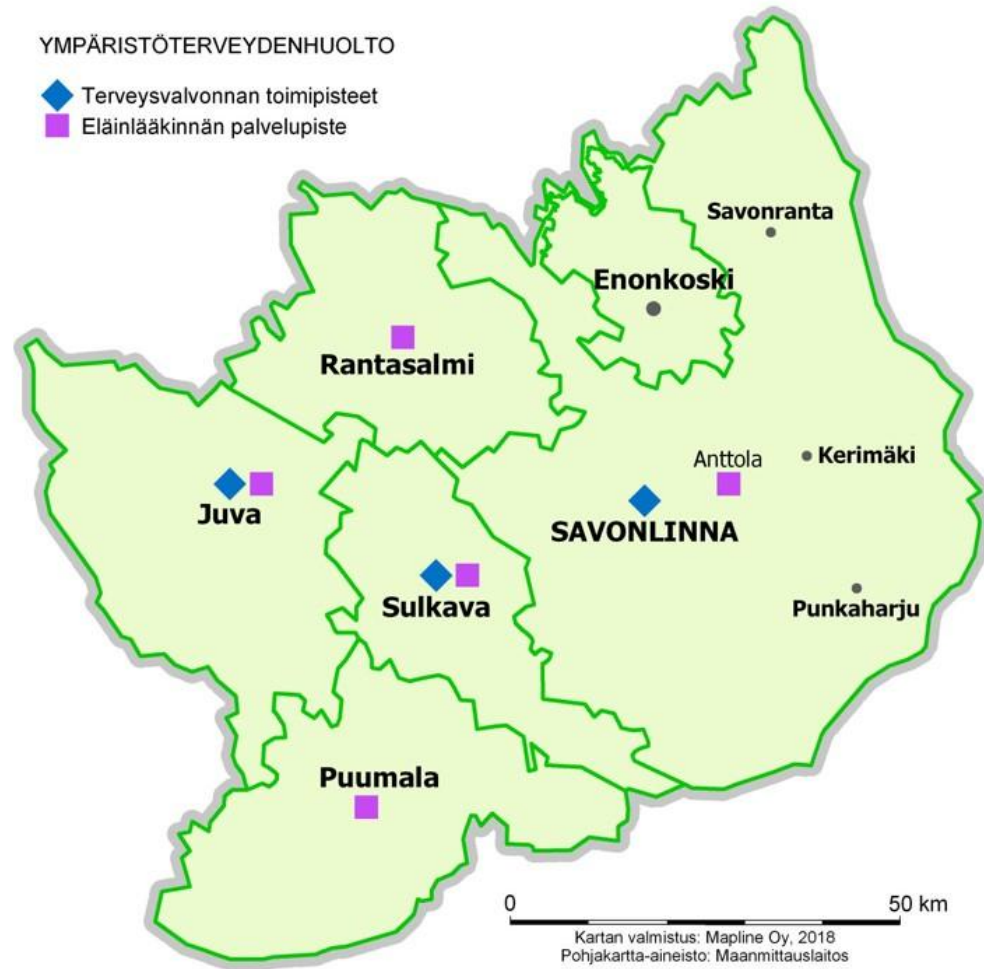 YMPÄRISTÖTERVEYDENHUOLTO
Terveysvalvonnan toimipisteet
Eläinlääkinnän palvelupiste
Savonranta
Enonkoski
Rantasalmi
Anttola
Kerimäki
Juva
SAVONLINNA
Sulkava
Punkaharju
Puumala
0 50 km
Kartan valmistus: Mapline Oy, 2018
Pohjakartta-aineisto: Maanmittauslaitos